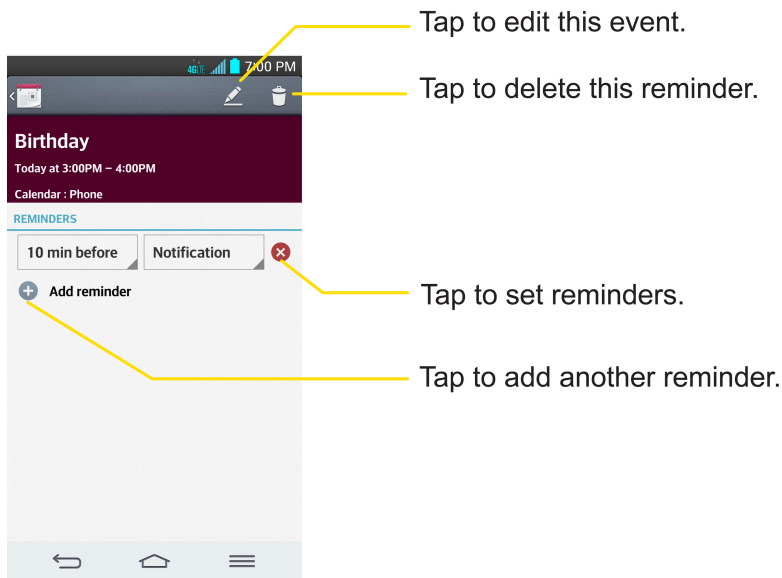 Tap to edit this event.
4G LTE 7:00 PM
Tap to delete this reminder.
Birthday
Today at 3:00PM – 4:00PM
Calendar : Phone
REMINDERS
10 min before Notification
Add reminder
Tap to set reminders.
Tap to add another reminder.